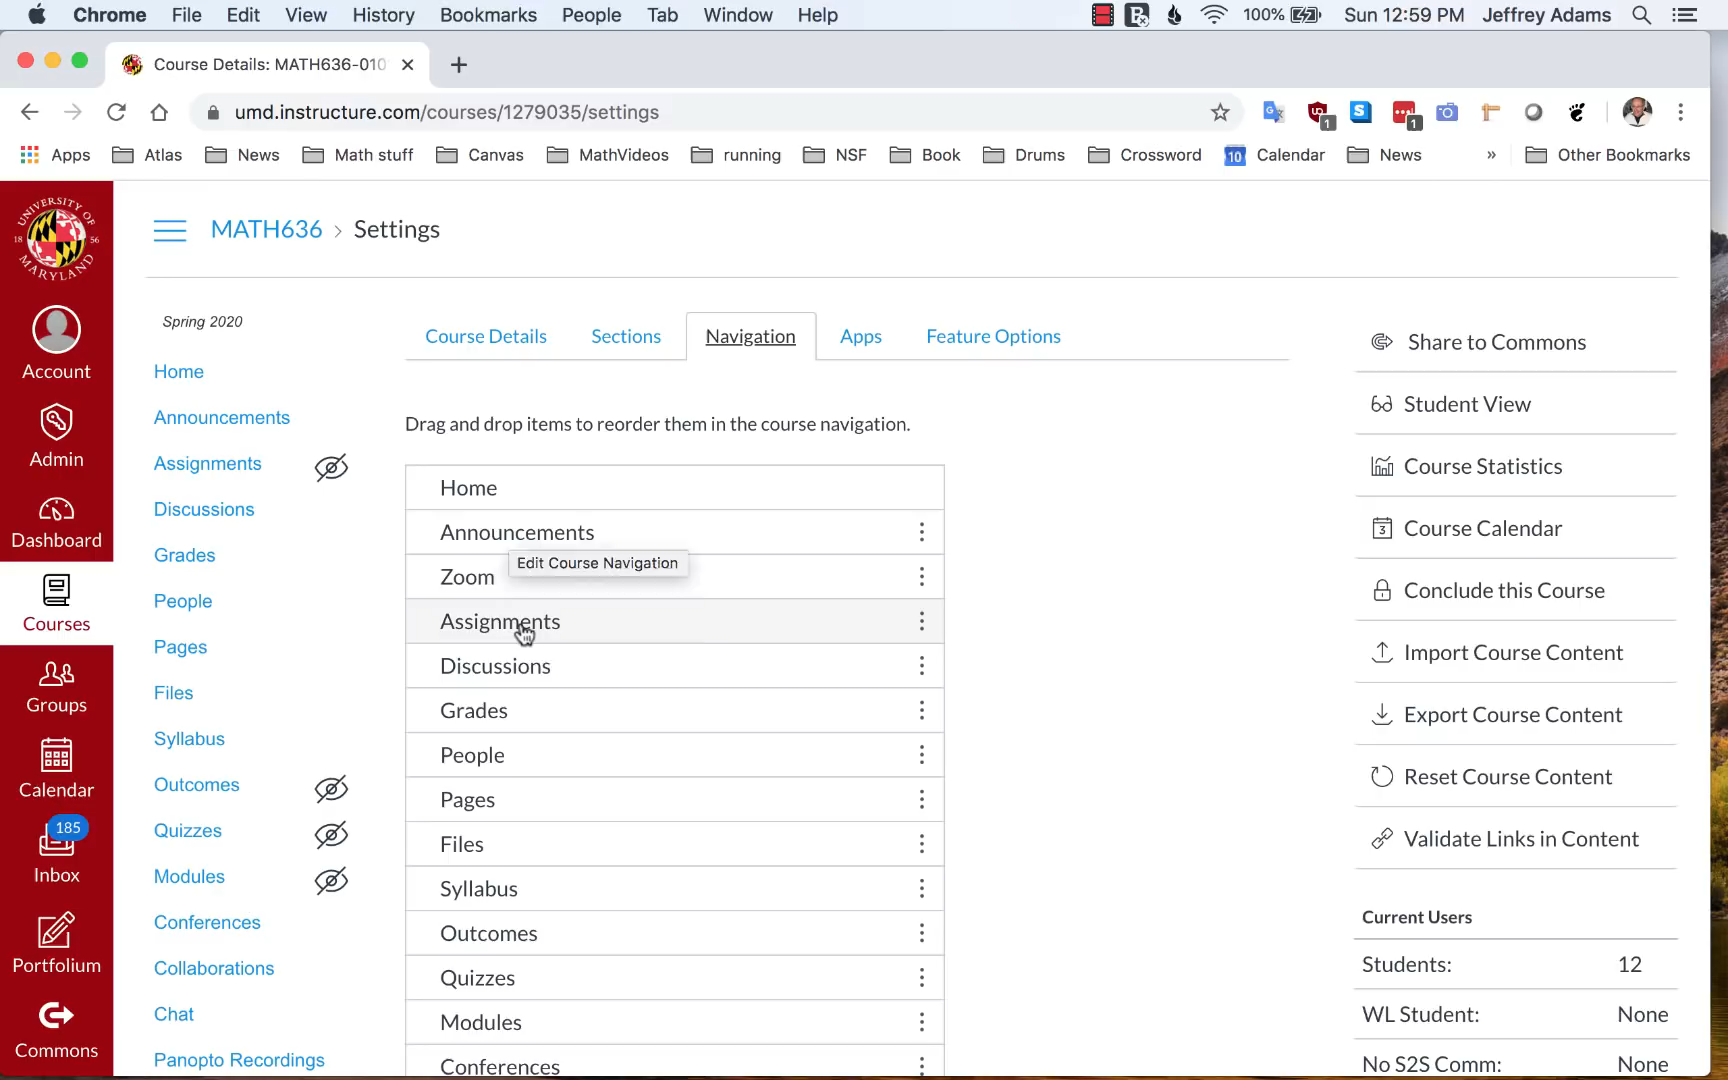 Chrome File Edit View History Bookmarks People Tab Window Help 100% Sun 12:59 PM Jeffrey Adams
Course Details: MATH636-010
umd.instructure.com/courses/1279035/settings
1 1
Apps Atlas News Math stuff Canvas MathVideos running NSF Book Drums Crossword 10 Calendar News » Other Bookmarks
UNIVERSITY OF
18 56
MARYLAND
Account
Admin
Dashboard
Courses
Groups
Calendar
185
Inbox
Portfolium
Commons
MATH636 › Settings
Spring 2020
Home
Announcements
Assignments
Discussions
Grades
People
Pages
Files
Syllabus
Outcomes
Quizzes
Modules
Conferences
Collaborations
Chat
Panopto Recordings
Course Details Sections Navigation Apps Feature Options
Drag and drop items to reorder them in the course navigation.
Home
Announcements
Edit Course Navigation
Zoom
Assignments
Discussions
Grades
People
Pages
Files
Syllabus
Outcomes
Quizzes
Modules
Conferences
Share to Commons
Student View
Course Statistics
3 Course Calendar
Conclude this Course
Import Course Content
Export Course Content
Reset Course Content
Validate Links in Content
Current Users
Students: 12
WL Student: None
No S2S Comm: None